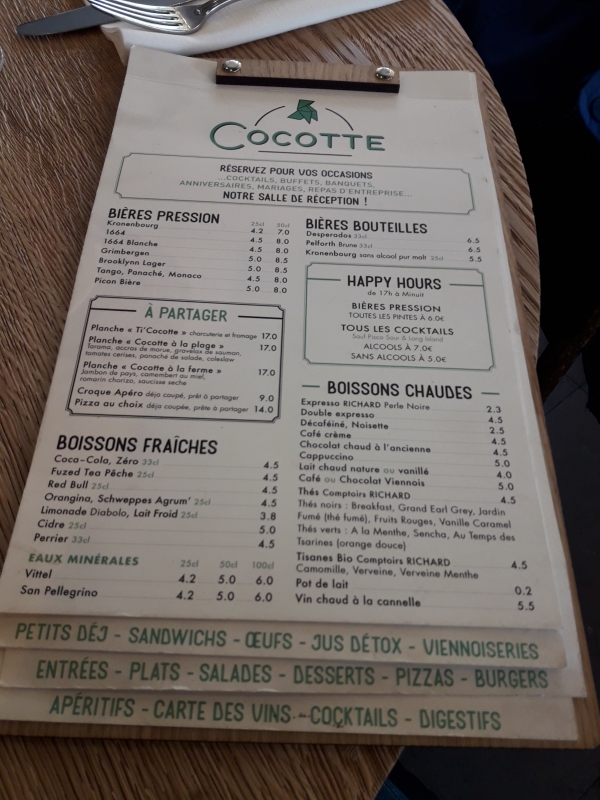 COCOTTE
RÉSERVEZ POUR VOS OCCASIONS
...COCKTAILS, BUFFETS, BANQUETS,
ANNIVERSAIRES, MARIAGES, REPAS D'ENTREPRISE...
NOTRE SALLE DE RÉCEPTION !
BIÈRES PRESSION 25cl 50cl
Kronenbourg 4.2 7.0
1664 4.5 8.0
1664 Blanche 4.5 8.0
Grimbergen 5.0 8.5
Brooklynn Lager 5.0 8.5
Tango, Panaché, Monaco 4.5 8.0
Picon Bière 5.0 8.5
À PARTAGER
Planche « Ti'Cocotte » charcuterie et fromage 17.0
Planche « Cocotte à la plage » 17.0
Tarama, accras de morue, gravelas de saumon,
tomates cerises, panaché de salade, coleslaw
Planche « Cocotte à la ferme » 17.0
Jambon de pays, camembert au miel,
romarin chorizo, saucisse seche
Croque Apéro déja coupé, prêt à partager 9.0
Pizza au choix déja coupée, prête à partager 14.0
BOISSONS FRAÎCHES
Coca-Cola, Zéro 33cl 4.5
Fuzed Tea Pêche 25cl 4.5
Red Bull 25cl 4.5
Orangina, Schweppes Agrum' 25cl 4.5
Limonade Diabolo, Lait Froid 25cl 3.8
Cidre 25cl 5.0
Perrier 33cl 4.5
EAUX MINÉRALES 25cl 50cl 100cl
Vittel 4.2 5.0 6.0
San Pellegrino 4.2 5.0 6.0
BIÈRES BOUTEILLES
Desperados 33cl 6.5
Pelforth Brune 33cl 6.5
Kronenbourg sans alcool pur malt 25cl 5.5
HAPPY HOURS
de 17h à Minuit
BIÈRES PRESSION
TOUTES LES PINTES À 6.0€
TOUS LES COCKTAILS
Sauf Pisco Sour & Long Island
ALCOOLS À 7.0€
SANS ALCOOLS À 5.0€
BOISSONS CHAUDES
Expresso RICHARD Perle Noire 2.3
Double expresso 4.5
Décaféiné, Noisette 2.5
Café crème 4.5
Chocolat chaud à l'ancienne 4.5
Cappuccino 5.0
Lait chaud nature ou vanillé 4.0
Café ou Chocolat Viennois 5.0
Thés Comptoirs RICHARD 4.5
Thés noirs : Breakfast, Grand Earl Grey, Jardin
Fumé (thé fumé), Fruits Rouges, Vanille Caramel
Thés verts : A la Menthe, Sencha, Au Temps des
Tsarines (orange douce)
Tisanes Bio Comptoirs RICHARD 4.5
Camomille, Verveine, Verveine Menthe
Pot de lait 0.2
Vin chaud à la cannelle 5.5
PETITS DÉJ - SANDWICHS - ŒUFS - JUS DÉTOX - VIENNOISERIES
ENTRÉES - PLATS - SALADES - DESSERTS - PIZZAS - BURGERS
APÉRITIFS - CARTE DES VINS - COCKTAILS - DIGESTIFS